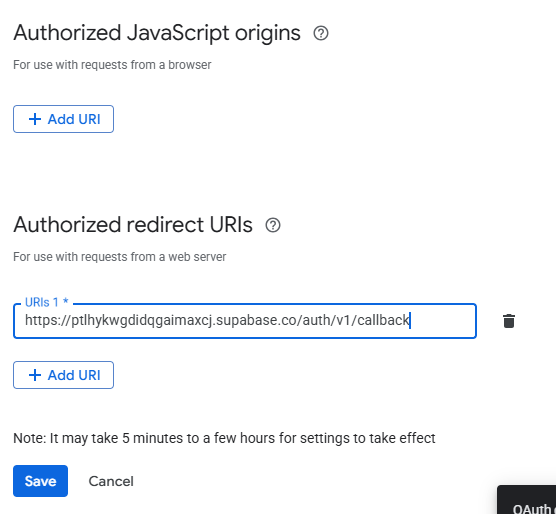 Authorized JavaScript origins
For use with requests from a browser
+ Add URI
Authorized redirect URIs
For use with requests from a web server
URIs 1 *
https://ptlhykwgdidqgaimaxcj.supabase.co/auth/v1/callback
+ Add URI
Note: It may take 5 minutes to a few hours for settings to take effect
Save Cancel
OAuth